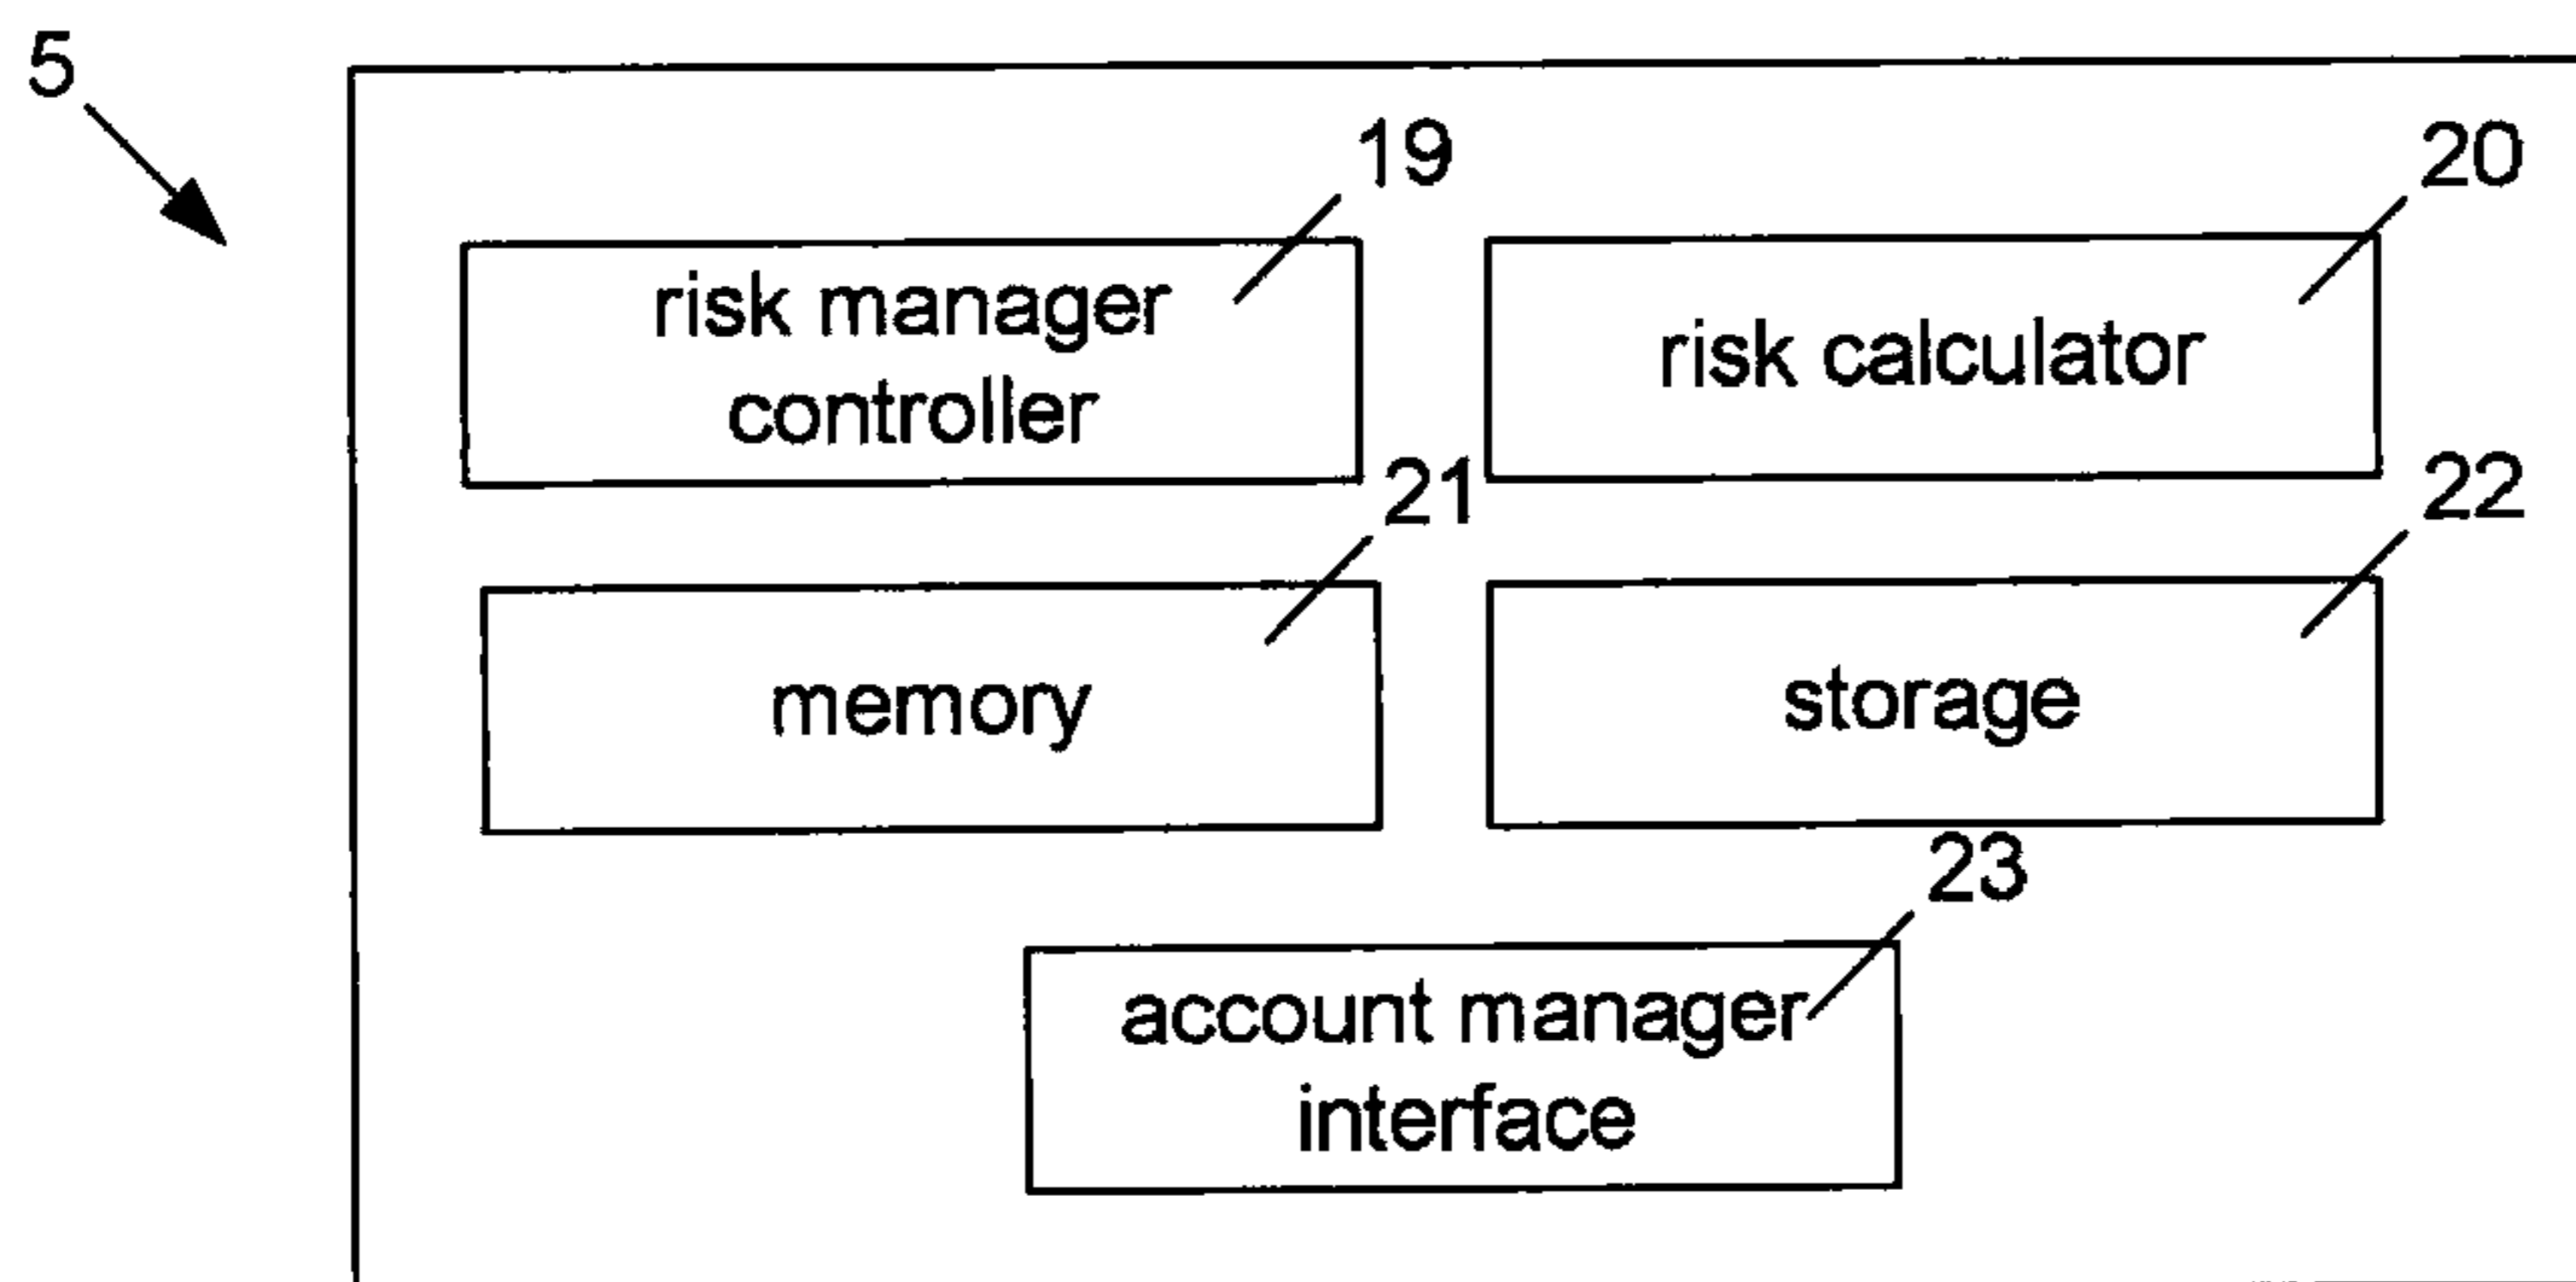 5
19
20
risk manager
controller
risk calculator
21
22
memory
storage
23
account manager
interface